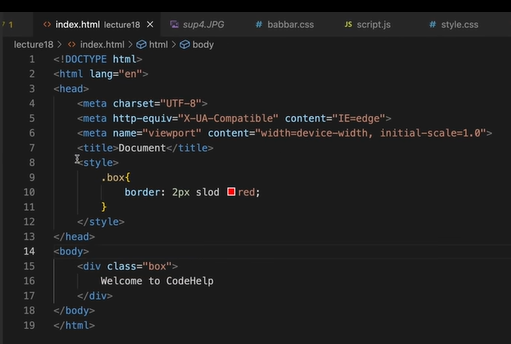 1 index.html lecture18 × sup4.JPG # babbar.css JS script.js # style.css
lecture18 > <> index.html > html > body
1 <!DOCTYPE html>
2 <html lang="en">
3 <head>
4 <meta charset="UTF-8">
5 <meta http-equiv="X-UA-Compatible" content="IE=edge">
6 <meta name="viewport" content="width=device-width, initial-scale=1.0">
7 <title>Document</title>
8 <style>
9 .box{
10 border: 2px slod red;
11 }
12 </style>
13 </head>
14 <body>
15 <div class="box">
16 Welcome to CodeHelp
17 </div>
18 </body>
19 </html>